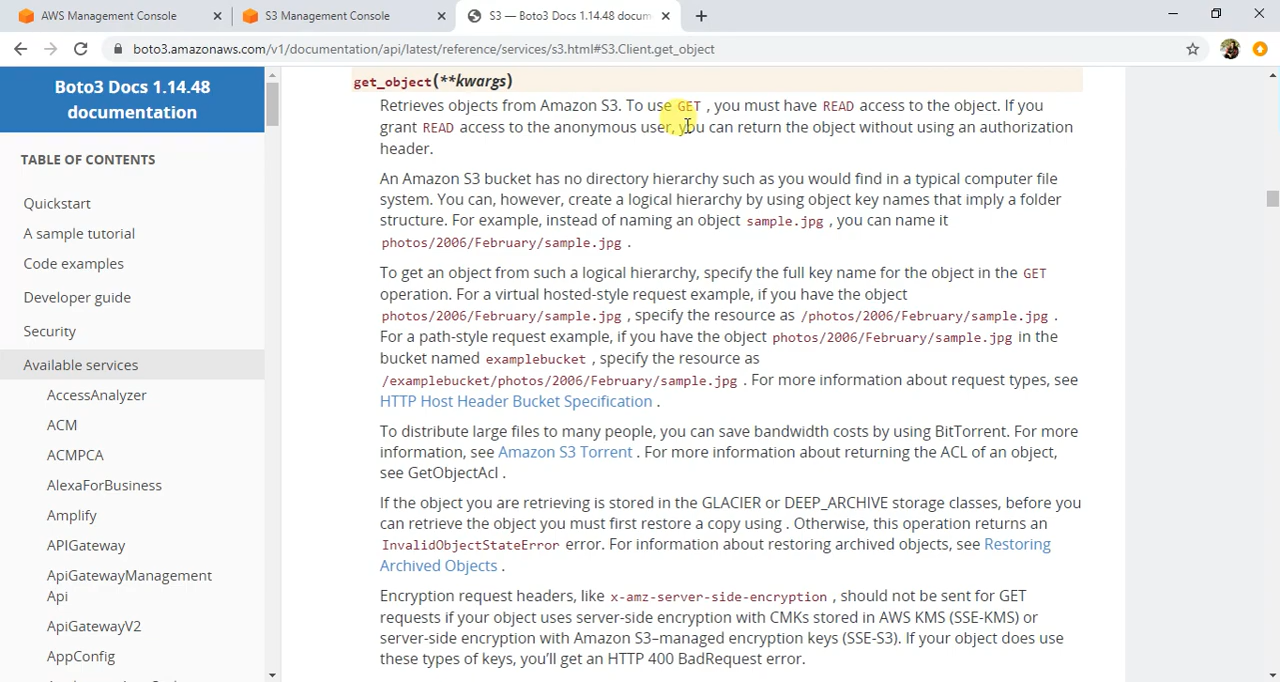 AWS Management Console
S3 Management Console
S3 — Boto3 Docs 1.14.48 docum
boto3.amazonaws.com/v1/documentation/api/latest/reference/services/s3.html#S3.Client.get_object
Boto3 Docs 1.14.48
documentation
TABLE OF CONTENTS
Quickstart
A sample tutorial
Code examples
Developer guide
Security
Available services
AccessAnalyzer
ACM
ACMPCA
AlexaForBusiness
Amplify
APIGateway
ApiGatewayManagement
Api
ApiGatewayV2
AppConfig
get_object(**kwargs)
Retrieves objects from Amazon S3. To use GET , you must have READ access to the object. If you
grant READ access to the anonymous user, you can return the object without using an authorization
header.
An Amazon S3 bucket has no directory hierarchy such as you would find in a typical computer file
system. You can, however, create a logical hierarchy by using object key names that imply a folder
structure. For example, instead of naming an object sample.jpg , you can name it
photos/2006/February/sample.jpg .
To get an object from such a logical hierarchy, specify the full key name for the object in the GET
operation. For a virtual hosted-style request example, if you have the object
photos/2006/February/sample.jpg , specify the resource as /photos/2006/February/sample.jpg .
For a path-style request example, if you have the object photos/2006/February/sample.jpg in the
bucket named examplebucket , specify the resource as
/examplebucket/photos/2006/February/sample.jpg . For more information about request types, see
HTTP Host Header Bucket Specification .
To distribute large files to many people, you can save bandwidth costs by using BitTorrent. For more
information, see Amazon S3 Torrent . For more information about returning the ACL of an object,
see GetObjectAcl .
If the object you are retrieving is stored in the GLACIER or DEEP_ARCHIVE storage classes, before you
can retrieve the object you must first restore a copy using . Otherwise, this operation returns an
InvalidObjectStateError error. For information about restoring archived objects, see Restoring
Archived Objects .
Encryption request headers, like x-amz-server-side-encryption , should not be sent for GET
requests if your object uses server-side encryption with CMKs stored in AWS KMS (SSE-KMS) or
server-side encryption with Amazon S3–managed encryption keys (SSE-S3). If your object does use
these types of keys, you'll get an HTTP 400 BadRequest error.